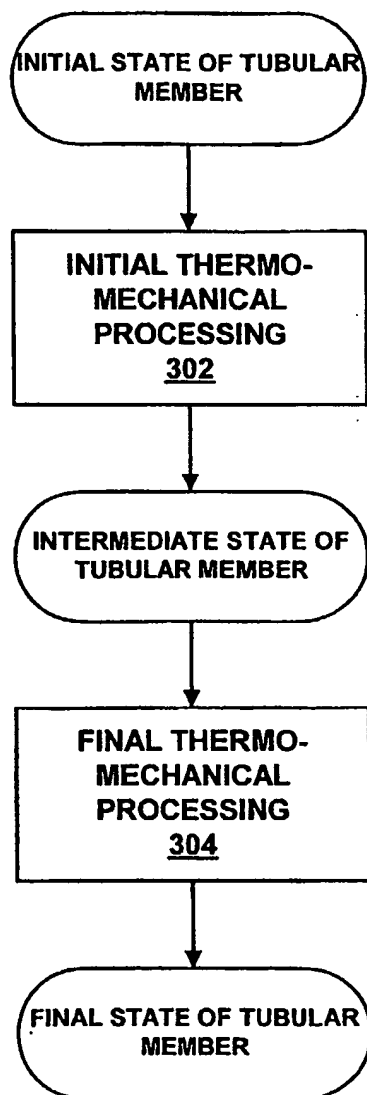 INITIAL STATE OF TUBULAR
MEMBER
INITIAL THERMO-
MECHANICAL
PROCESSING
302
INTERMEDIATE STATE OF
TUBULAR MEMBER
FINAL THERMO-
MECHANICAL
PROCESSING
304
FINAL STATE OF TUBULAR
MEMBER